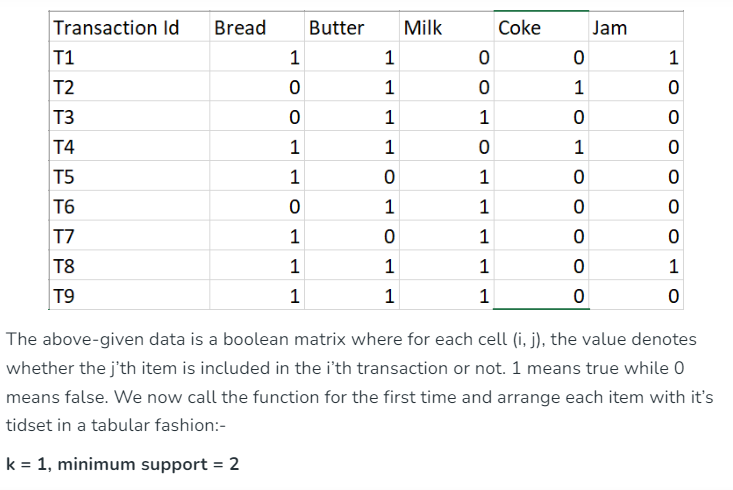 Transaction Id Bread Butter Milk Coke Jam
T1 1 1 0 0 1
T2 0 1 0 1 0
T3 0 1 1 0 0
T4 1 1 0 1 0
T5 1 0 1 0 0
T6 0 1 1 0 0
T7 1 0 1 0 0
T8 1 1 1 0 1
T9 1 1 1 0 0
The above-given data is a boolean matrix where for each cell (i, j), the value denotes
whether the j'th item is included in the i'th transaction or not. 1 means true while 0
means false. We now call the function for the first time and arrange each item with it's
tidset in a tabular fashion:-
k = 1, minimum support = 2